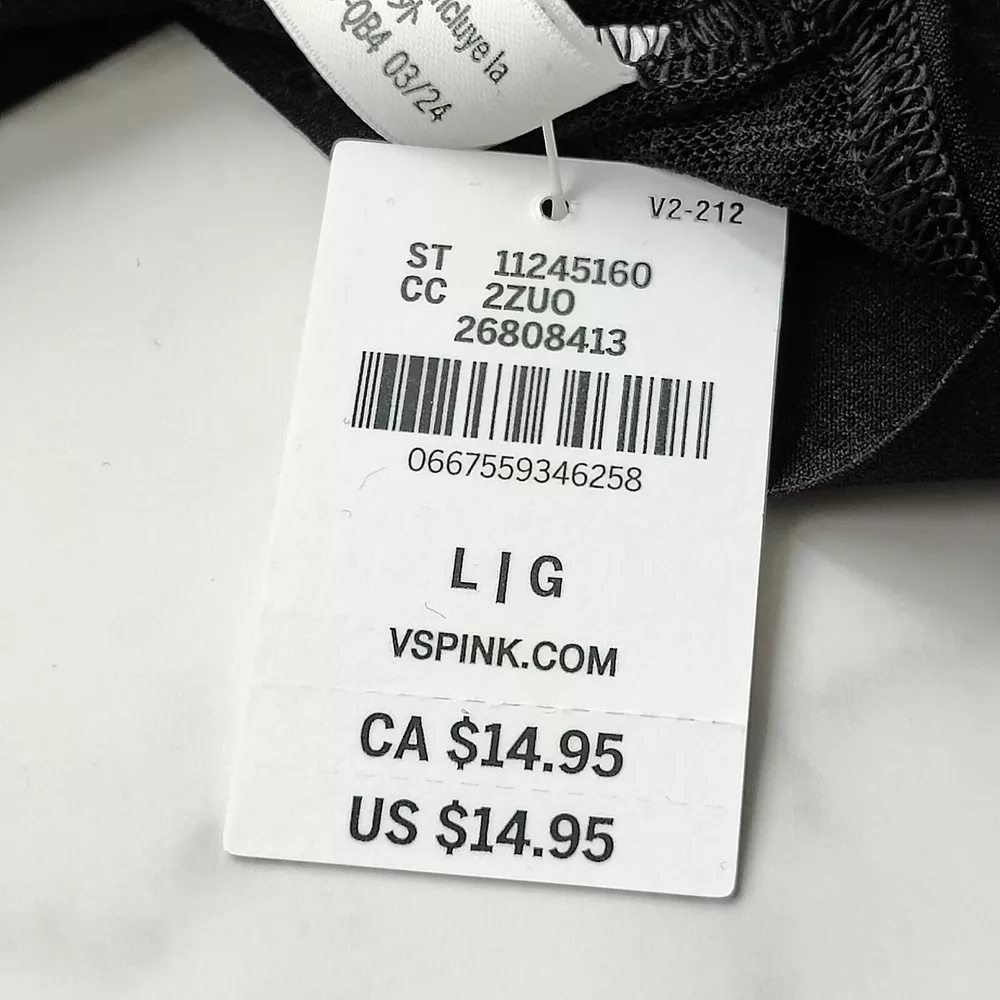 ncluye la
-QB4 03/24
V2-212
ST 11245160
CC 2ZUO
26808413
0667559346258
L | G
VSPINK.COM
CA $14.95
US $14.95